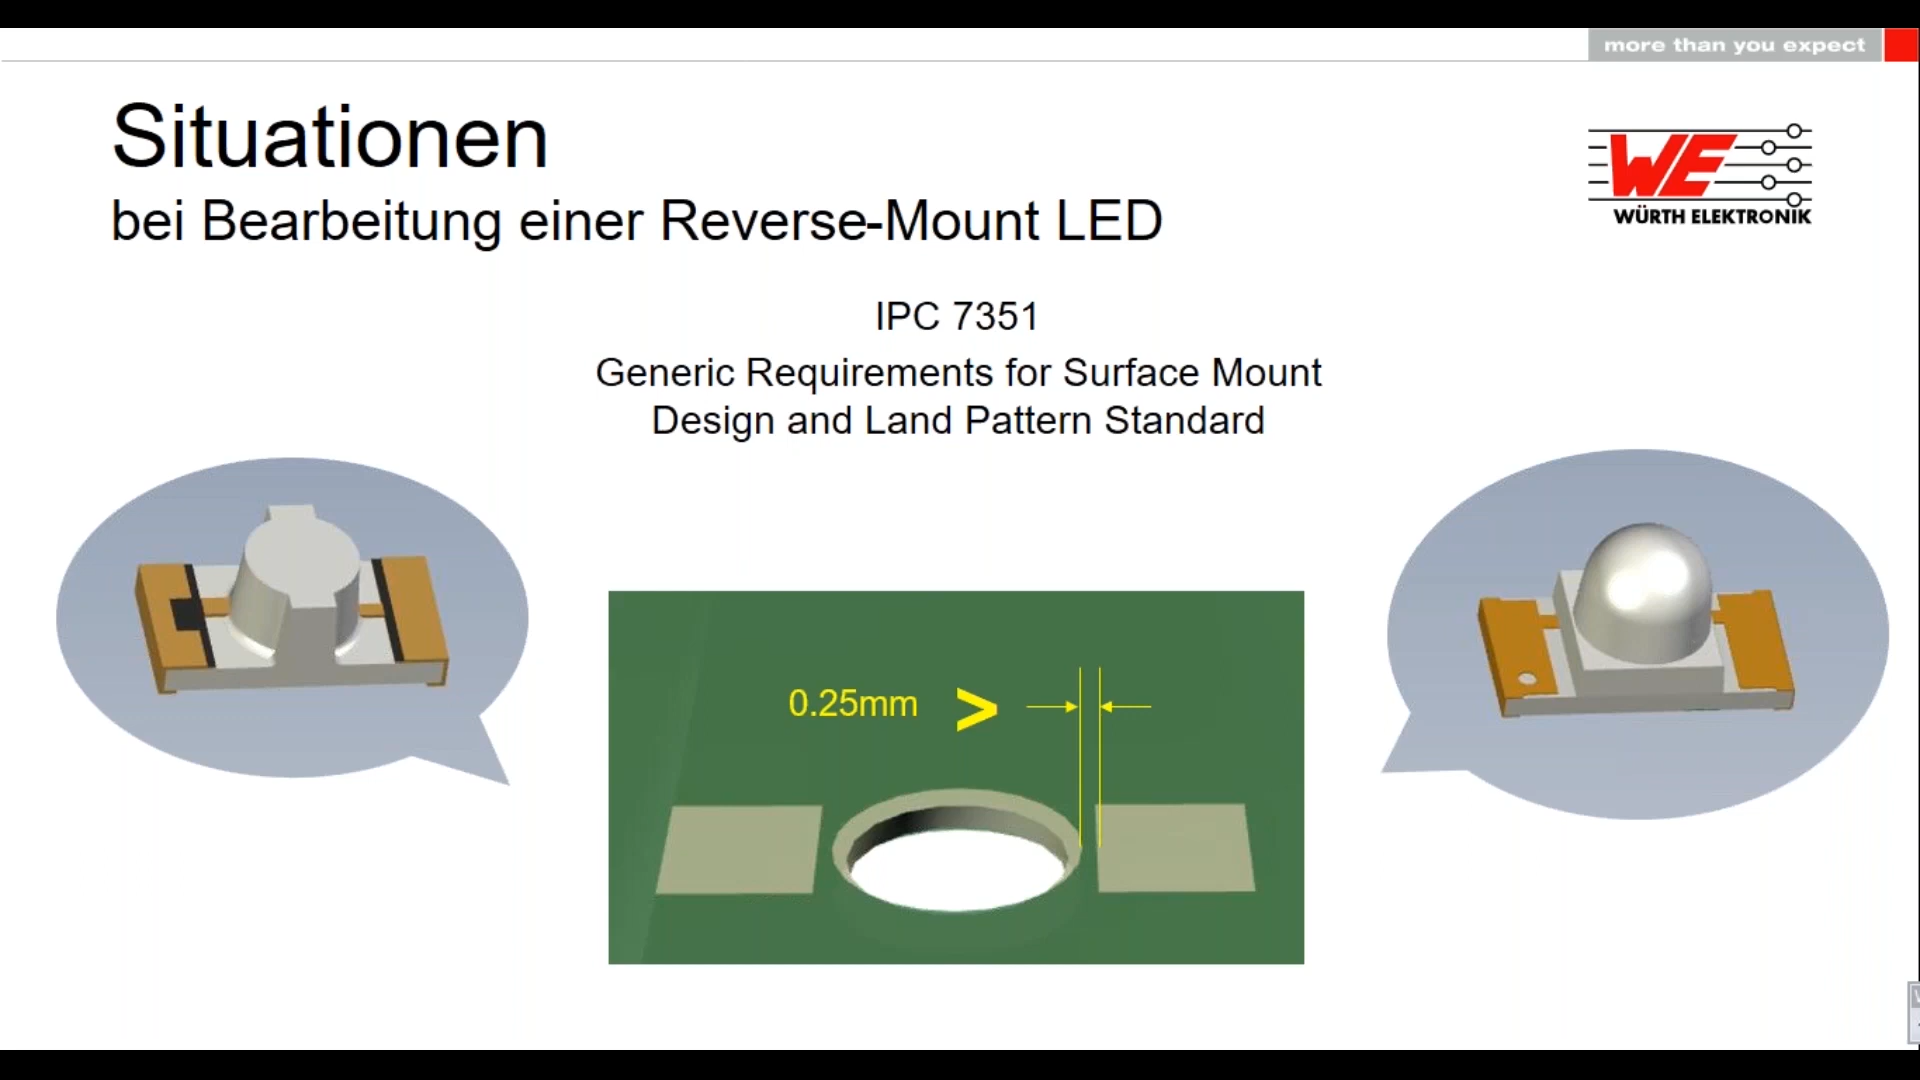 more than you expect
Situationen
bei Bearbeitung einer Reverse-Mount LED
WE
WÜRTH ELEKTRONIK
IPC 7351
Generic Requirements for Surface Mount
Design and Land Pattern Standard
0.25mm >